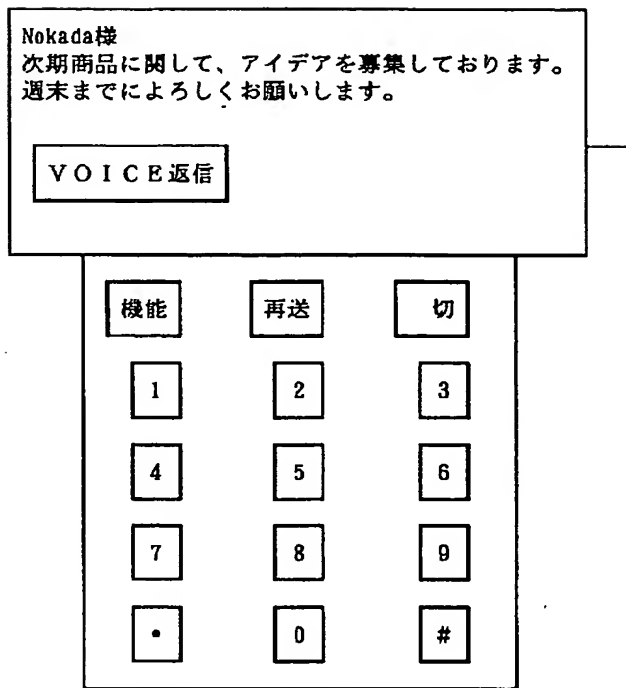 Nokada様
次期商品に関して、アイデアを募集しております。
週末までによろしくお願いします。
ＶＯＩＣＥ返信
機能 再送 切
1 2 3
4 5 6
7 8 9
• 0 #